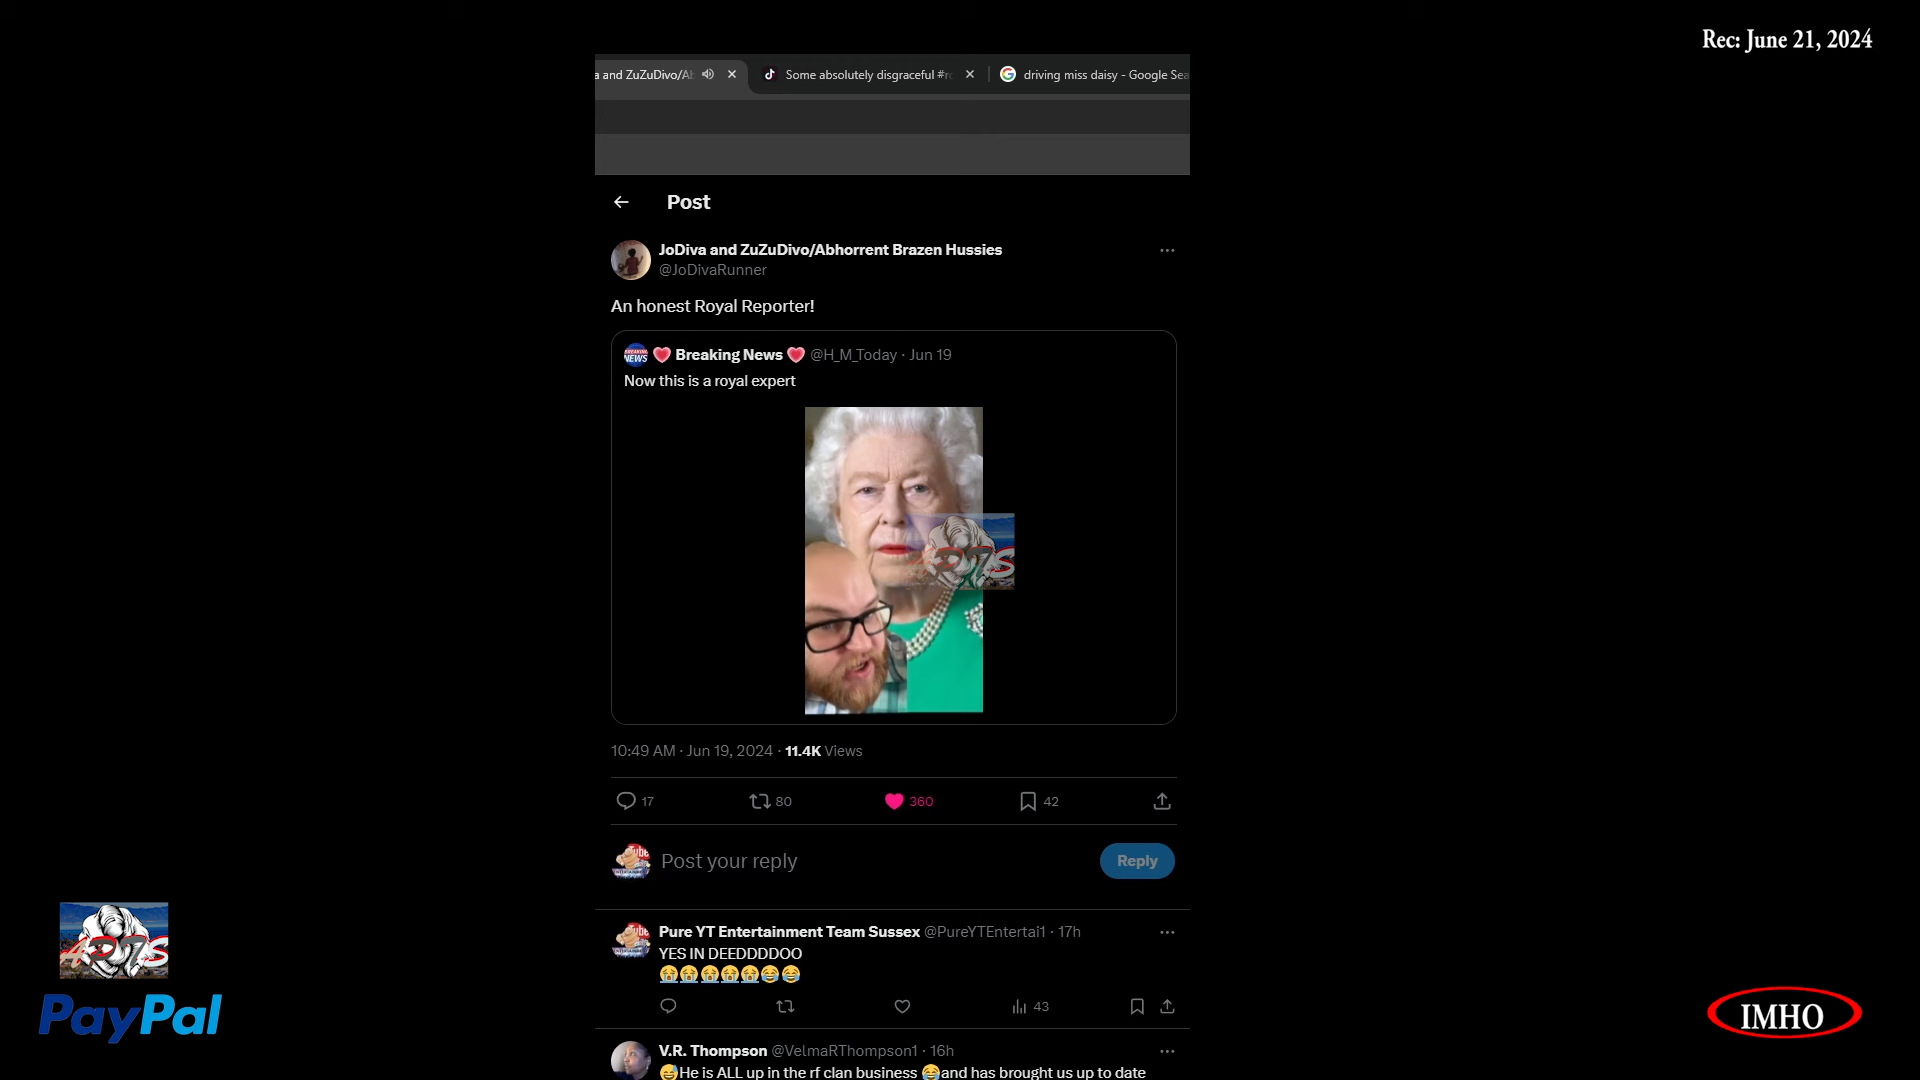 Rec: June 21, 2024
a and ZuZuDivo/Ab
Some absolutely disgraceful #ro
driving miss daisy - Google Sea
Post
JoDiva and ZuZuDivo/Abhorrent Brazen Hussies
@JoDivaRunner
An honest Royal Reporter!
Breaking News @H_M_Today · Jun 19
Now this is a royal expert
10:49 AM · Jun 19, 2024 · 11.4K Views
17
80
360
42
Post your reply
Reply
Pure YT Entertainment Team Sussex @PureYTEntertai1 · 17h
YES IN DEEDDDDOO
😭😭😭😭😭😂😂
43
V.R. Thompson @VelmaRThompson1 · 16h
😅He is ALL up in the rf clan business 😂and has brought us up to date
PayPal
IMHO